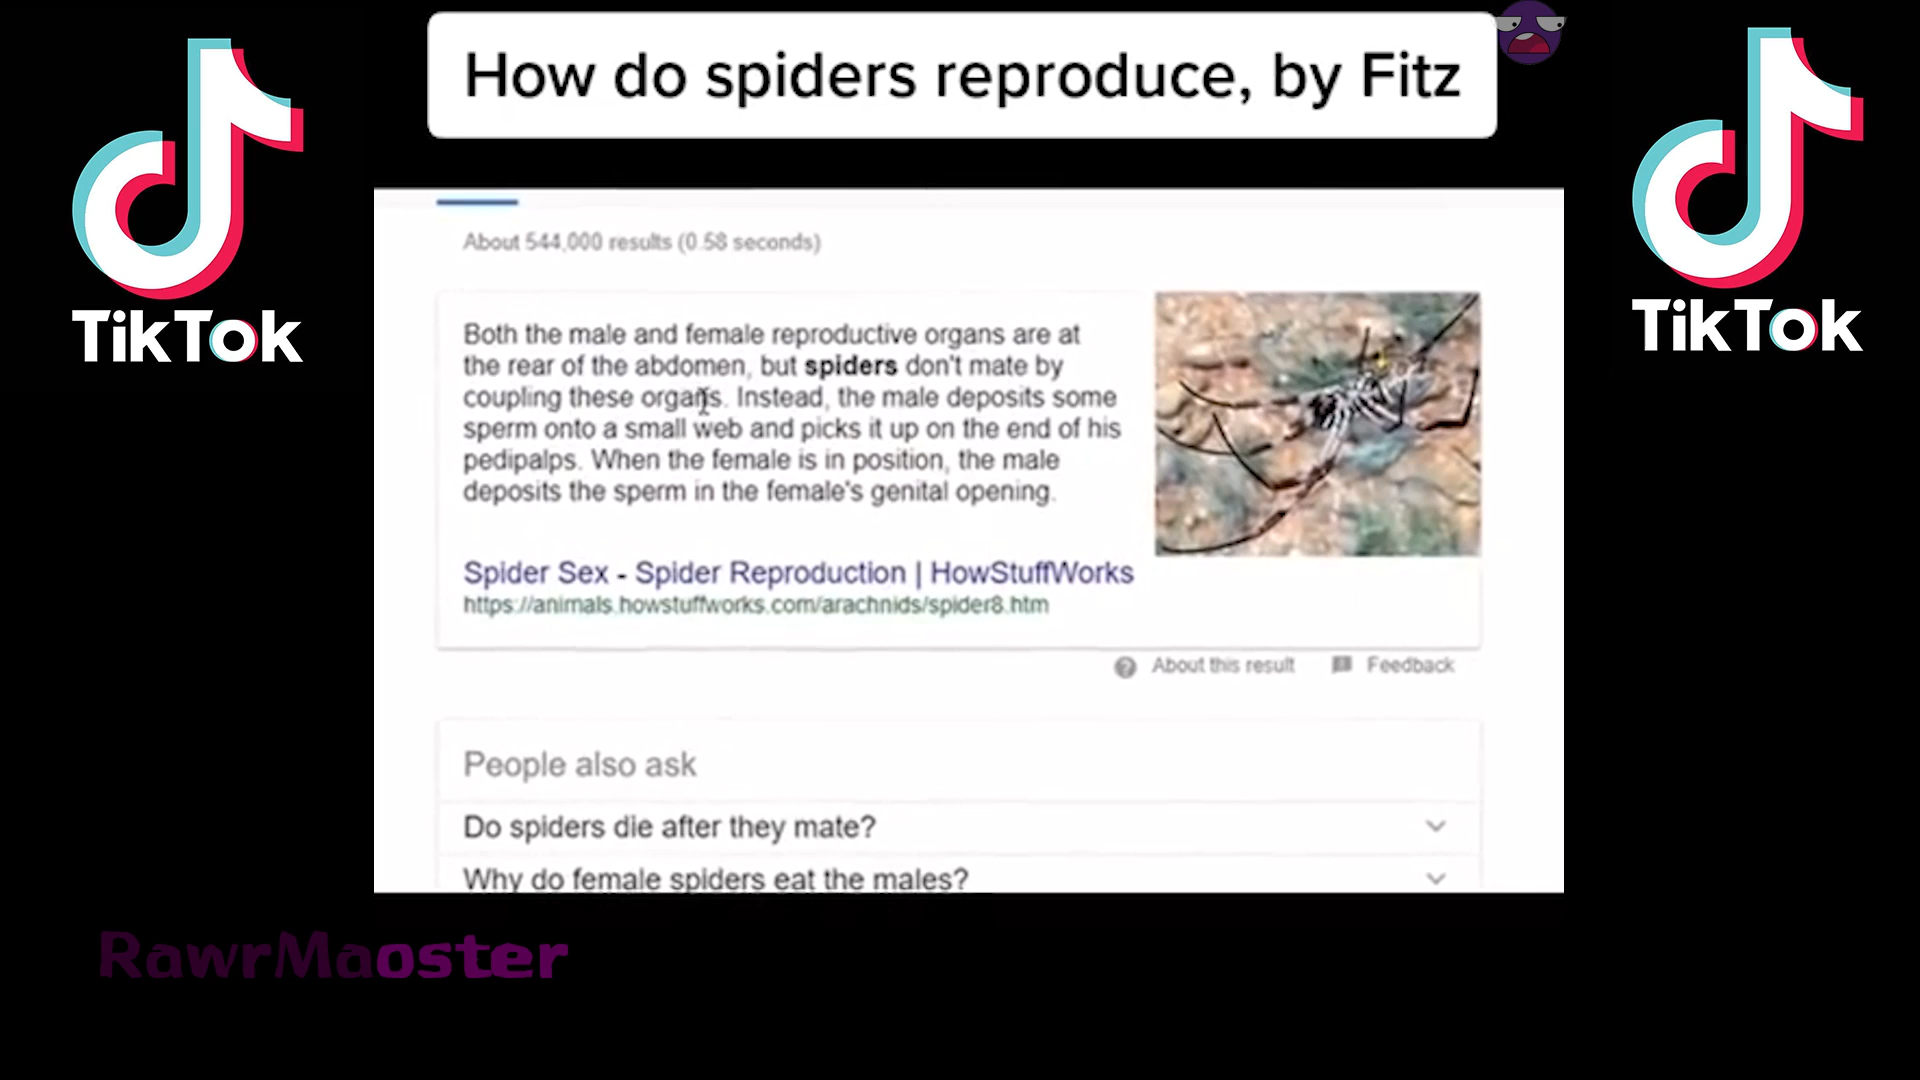 How do spiders reproduce, by Fitz
TikTok
TikTok
About 544,000 results (0.58 seconds)
Both the male and female reproductive organs are at
the rear of the abdomen, but spiders don't mate by
coupling these organs. Instead, the male deposits some
sperm onto a small web and picks it up on the end of his
pedipalps. When the female is in position, the male
deposits the sperm in the female's genital opening.
Spider Sex - Spider Reproduction | HowStuffWorks
https://animals.howstuffworks.com/arachnids/spider8.htm
About this result Feedback
People also ask
Do spiders die after they mate?
Why do female spiders eat the males?
RawrMaoster